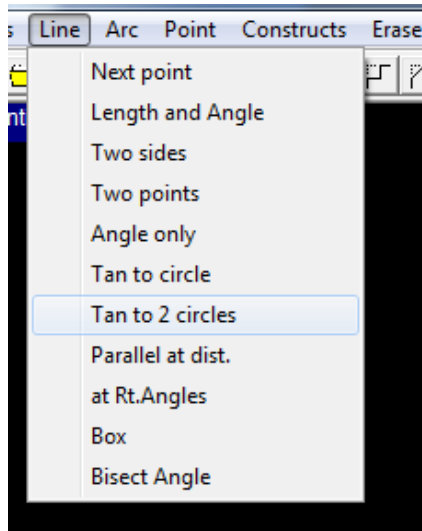 s Line Arc Point Constructs Erase
nt
Next point
Length and Angle
Two sides
Two points
Angle only
Tan to circle
Tan to 2 circles
Parallel at dist.
at Rt.Angles
Box
Bisect Angle